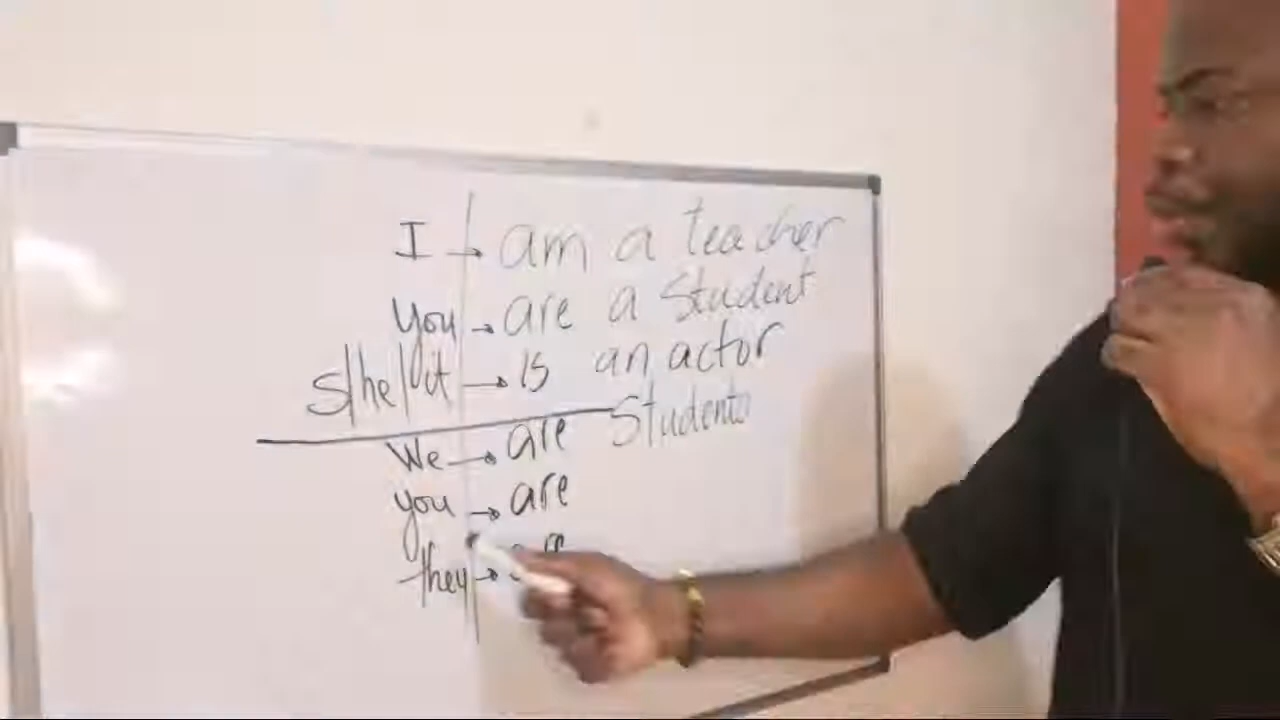 I → am a teacher
You → are a Student
S/he/it → is an actor
We → are Students
you → are
they →